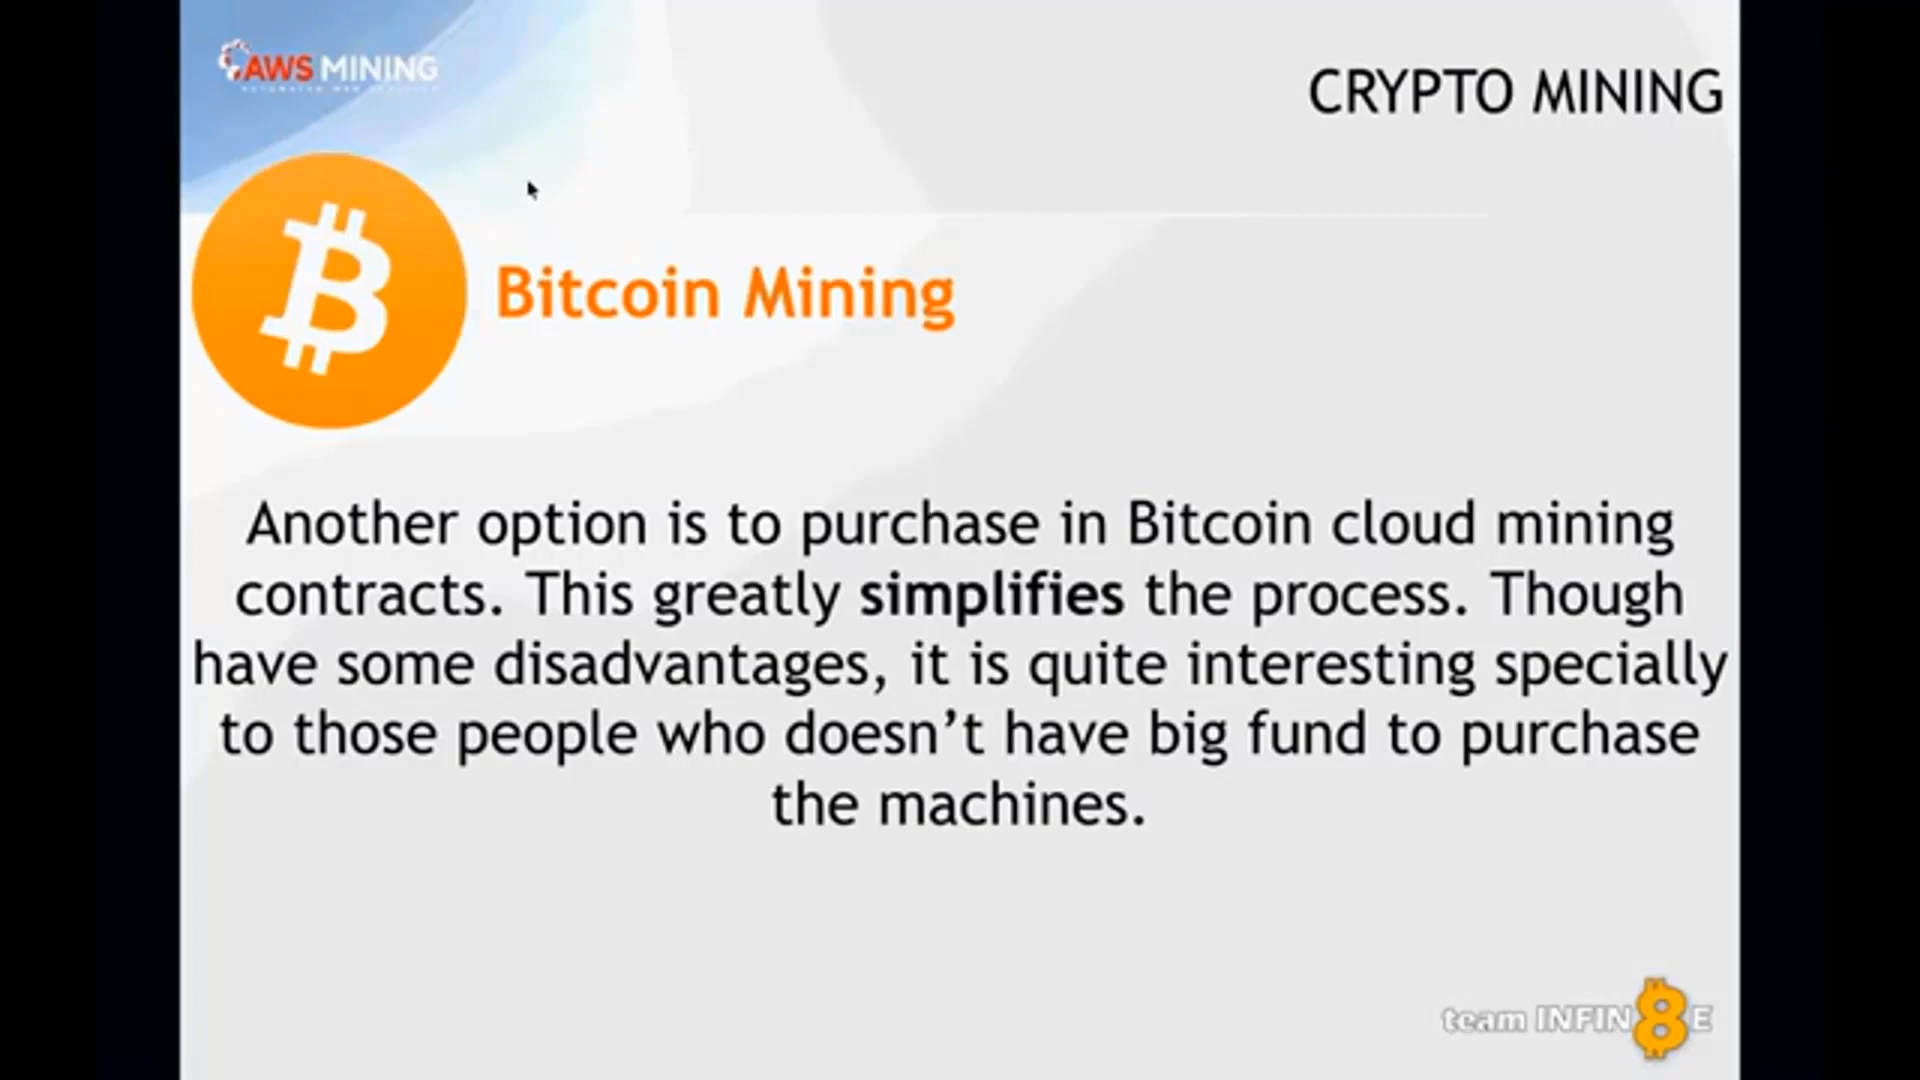 AWS MINING
CRYPTO MINING
Bitcoin Mining
Another option is to purchase in Bitcoin cloud mining
contracts. This greatly simplifies the process. Though
have some disadvantages, it is quite interesting specially
to those people who doesn’t have big fund to purchase
the machines.
team INFIN8E